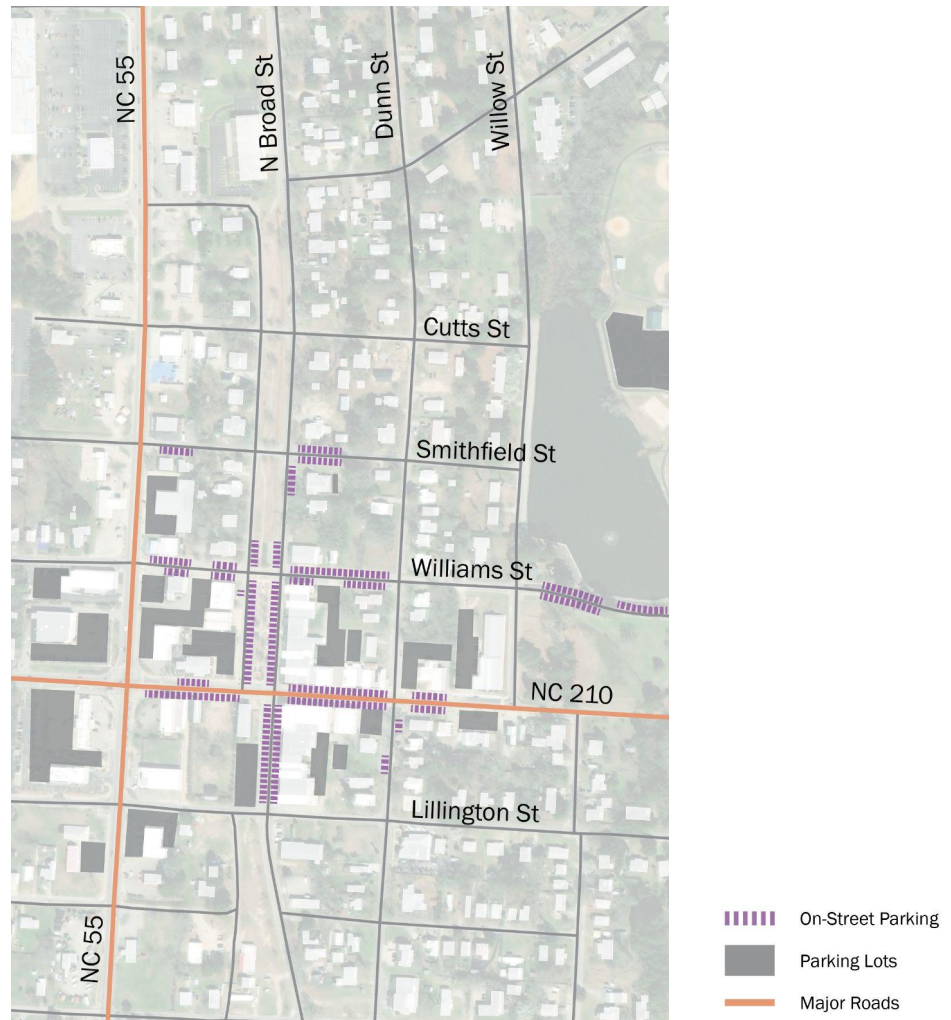 NC 55
N Broad St
Dunn St
Willow St
Cutts St
Smithfield St
Williams St
NC 210
Lillington St
NC 55
On-Street Parking
Parking Lots
Major Roads